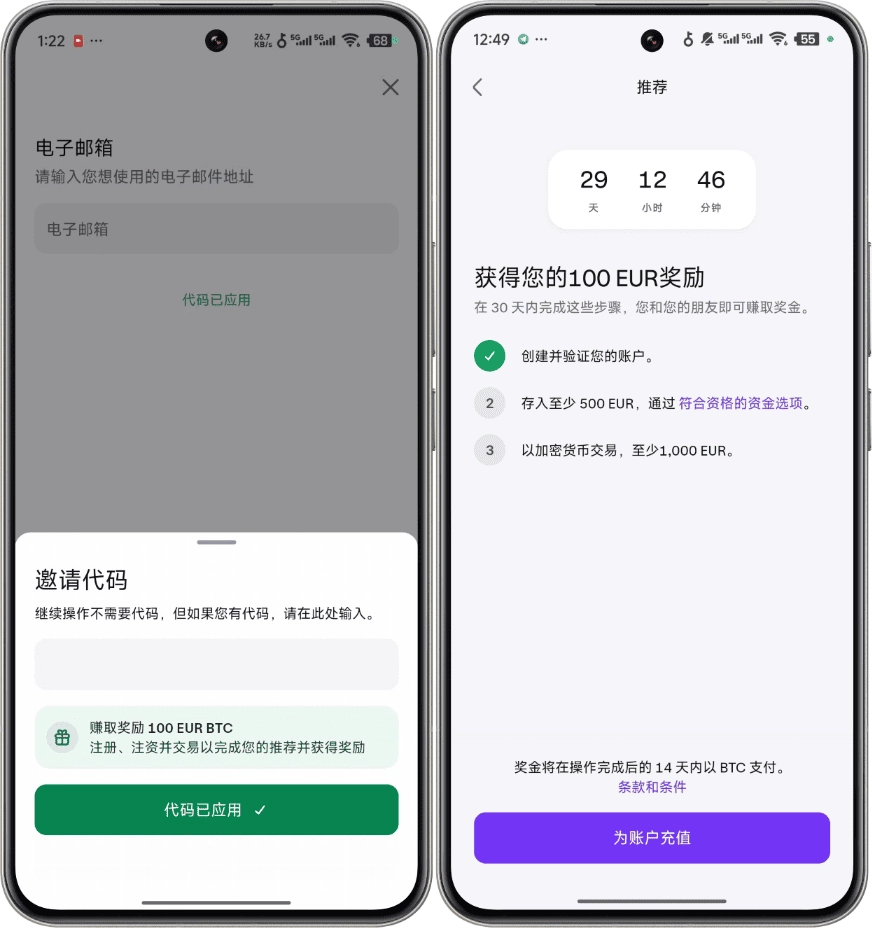 1:22
26.7
KB/s
5G
5G
68
电子邮箱
请输入您想使用的电子邮件地址
电子邮箱
代码已应用
邀请代码
继续操作不需要代码，但如果您有代码，请在此处输入。
赚取奖励 100 EUR BTC
注册、注资并交易以完成您的推荐并获得奖励
代码已应用
12:49
5G
5G
55
推荐
29 12 46
天 小时 分钟
获得您的100 EUR奖励
在 30 天内完成这些步骤，您和您的朋友即可赚取奖金。
创建并验证您的账户。
2 存入至少 500 EUR，通过 符合资格的资金选项。
3 以加密货币交易，至少1,000 EUR。
奖金将在操作完成后的 14 天内以 BTC 支付。
条款和条件
为账户充值